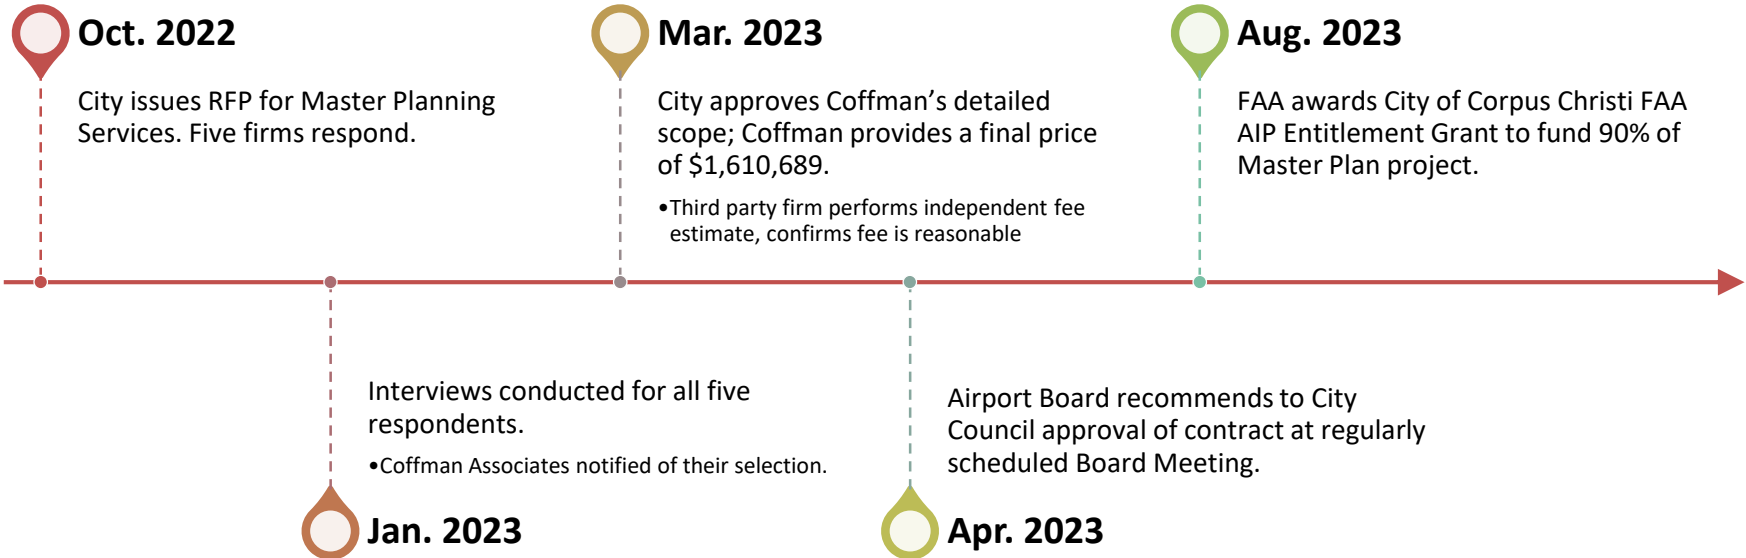 Oct. 2022
City issues RFP for Master Planning
Services. Five firms respond.
Interviews conducted for all five
respondents.
•Coffman Associates notified of their selection.
Jan. 2023
Mar. 2023
City approves Coffman’s detailed
scope; Coffman provides a final price
of $1,610,689.
•Third party firm performs independent fee
estimate, confirms fee is reasonable
Airport Board recommends to City
Council approval of contract at regularly
scheduled Board Meeting.
Apr. 2023
Aug. 2023
FAA awards City of Corpus Christi FAA
AIP Entitlement Grant to fund 90% of
Master Plan project.